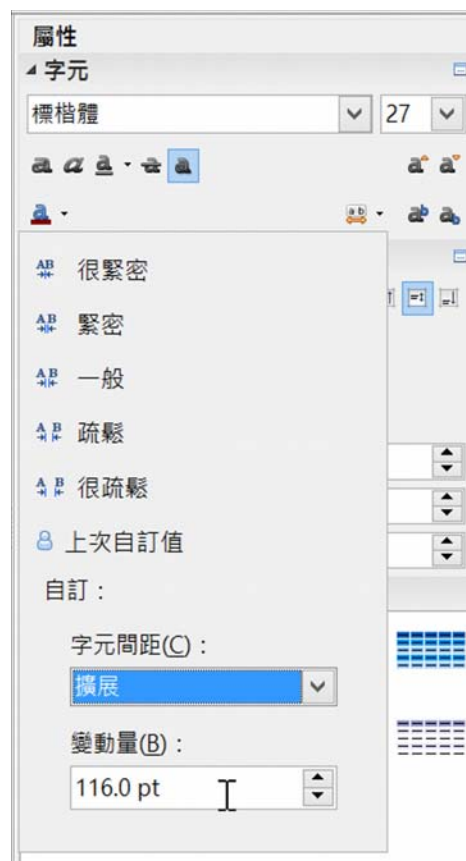 屬性
字元
標楷體 27
a a a a a a a
a ab ab a
很緊密
緊密
一般
疏鬆
很疏鬆
上次自訂值
自訂：
字元間距(C)：
擴展
變動量(B)：
116.0 pt